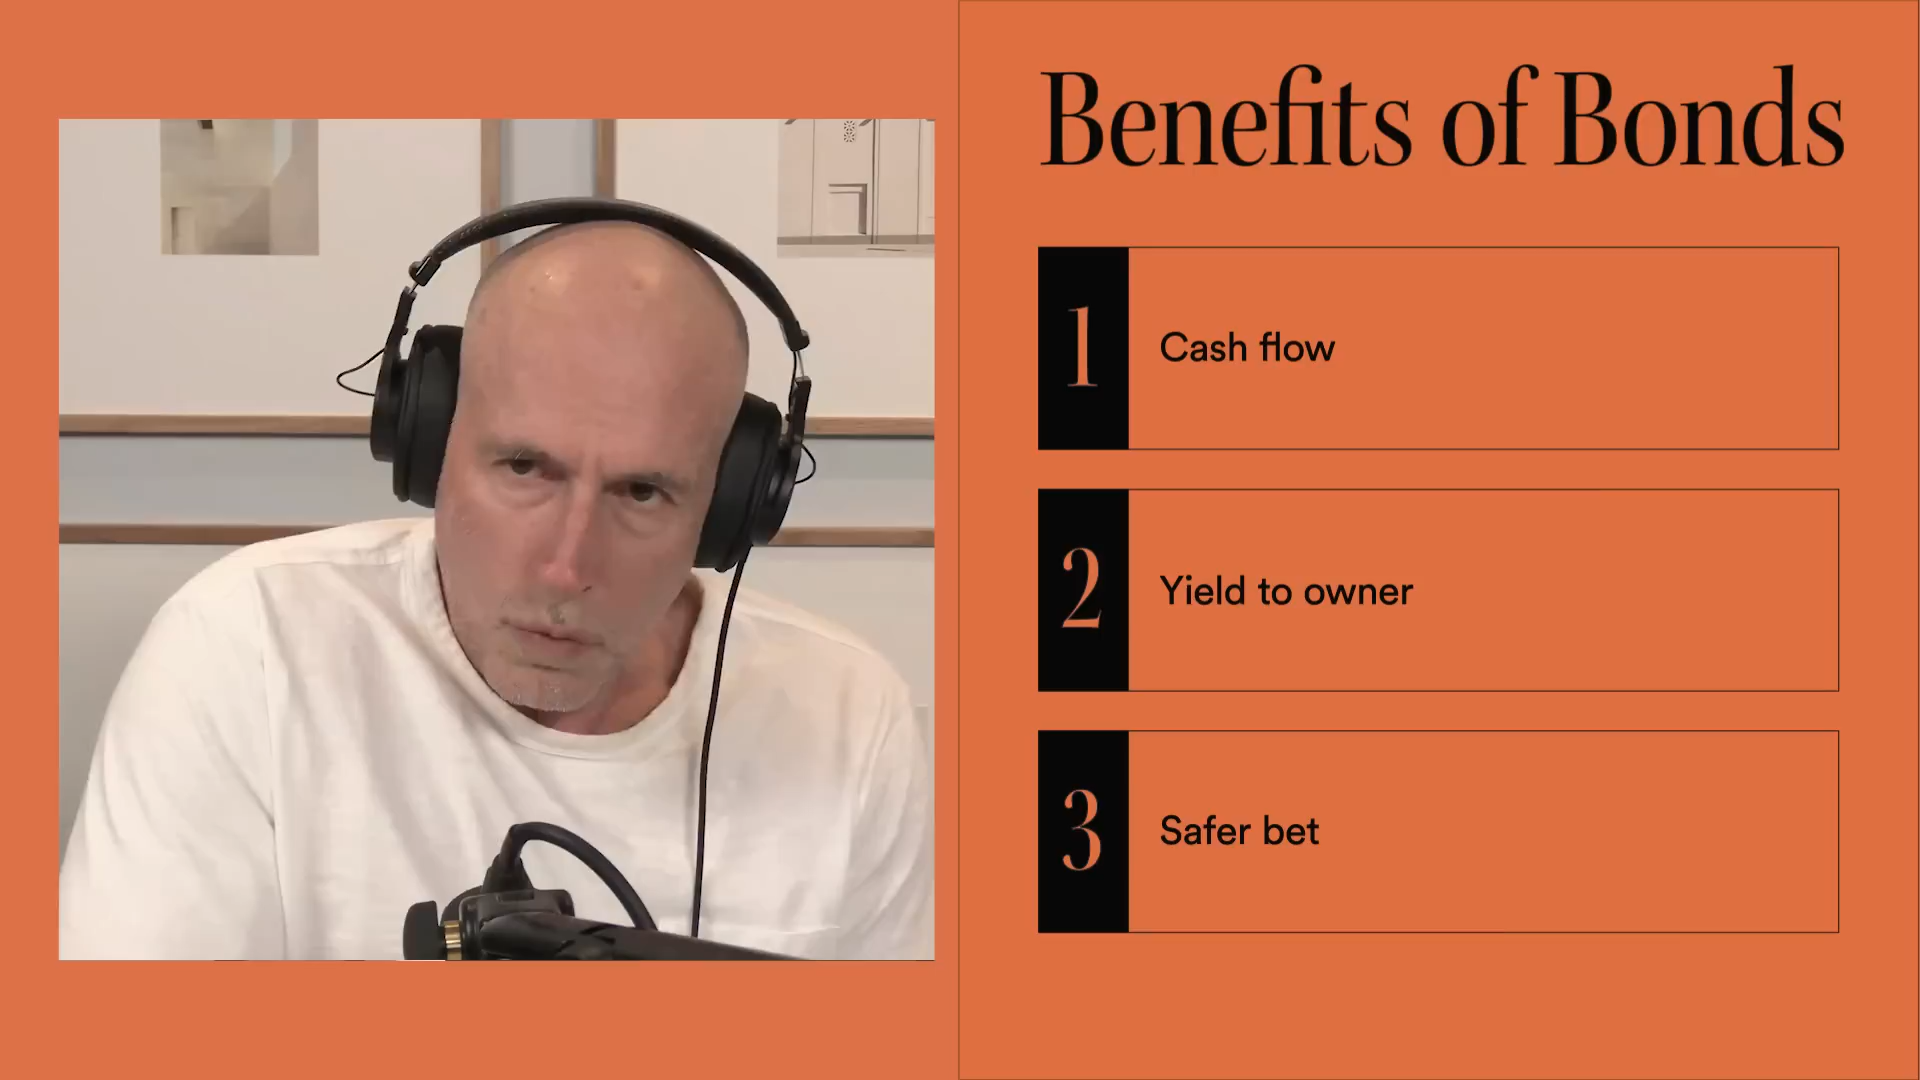 Benefits of Bonds
1
Cash flow
2
Yield to owner
3
Safer bet